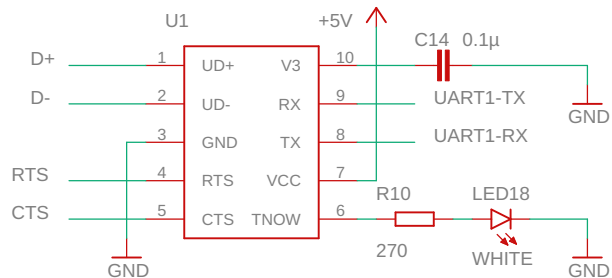 U1 +5V
C14 0.1µ
D+ 1 UD+ V3 10
D- 2 UD- RX 9 UART1-TX
GND
3 GND TX 8 UART1-RX
RTS 4 RTS VCC 7
R10 LED18
CTS 5 CTS TNOW 6
270 WHITE
GND GND